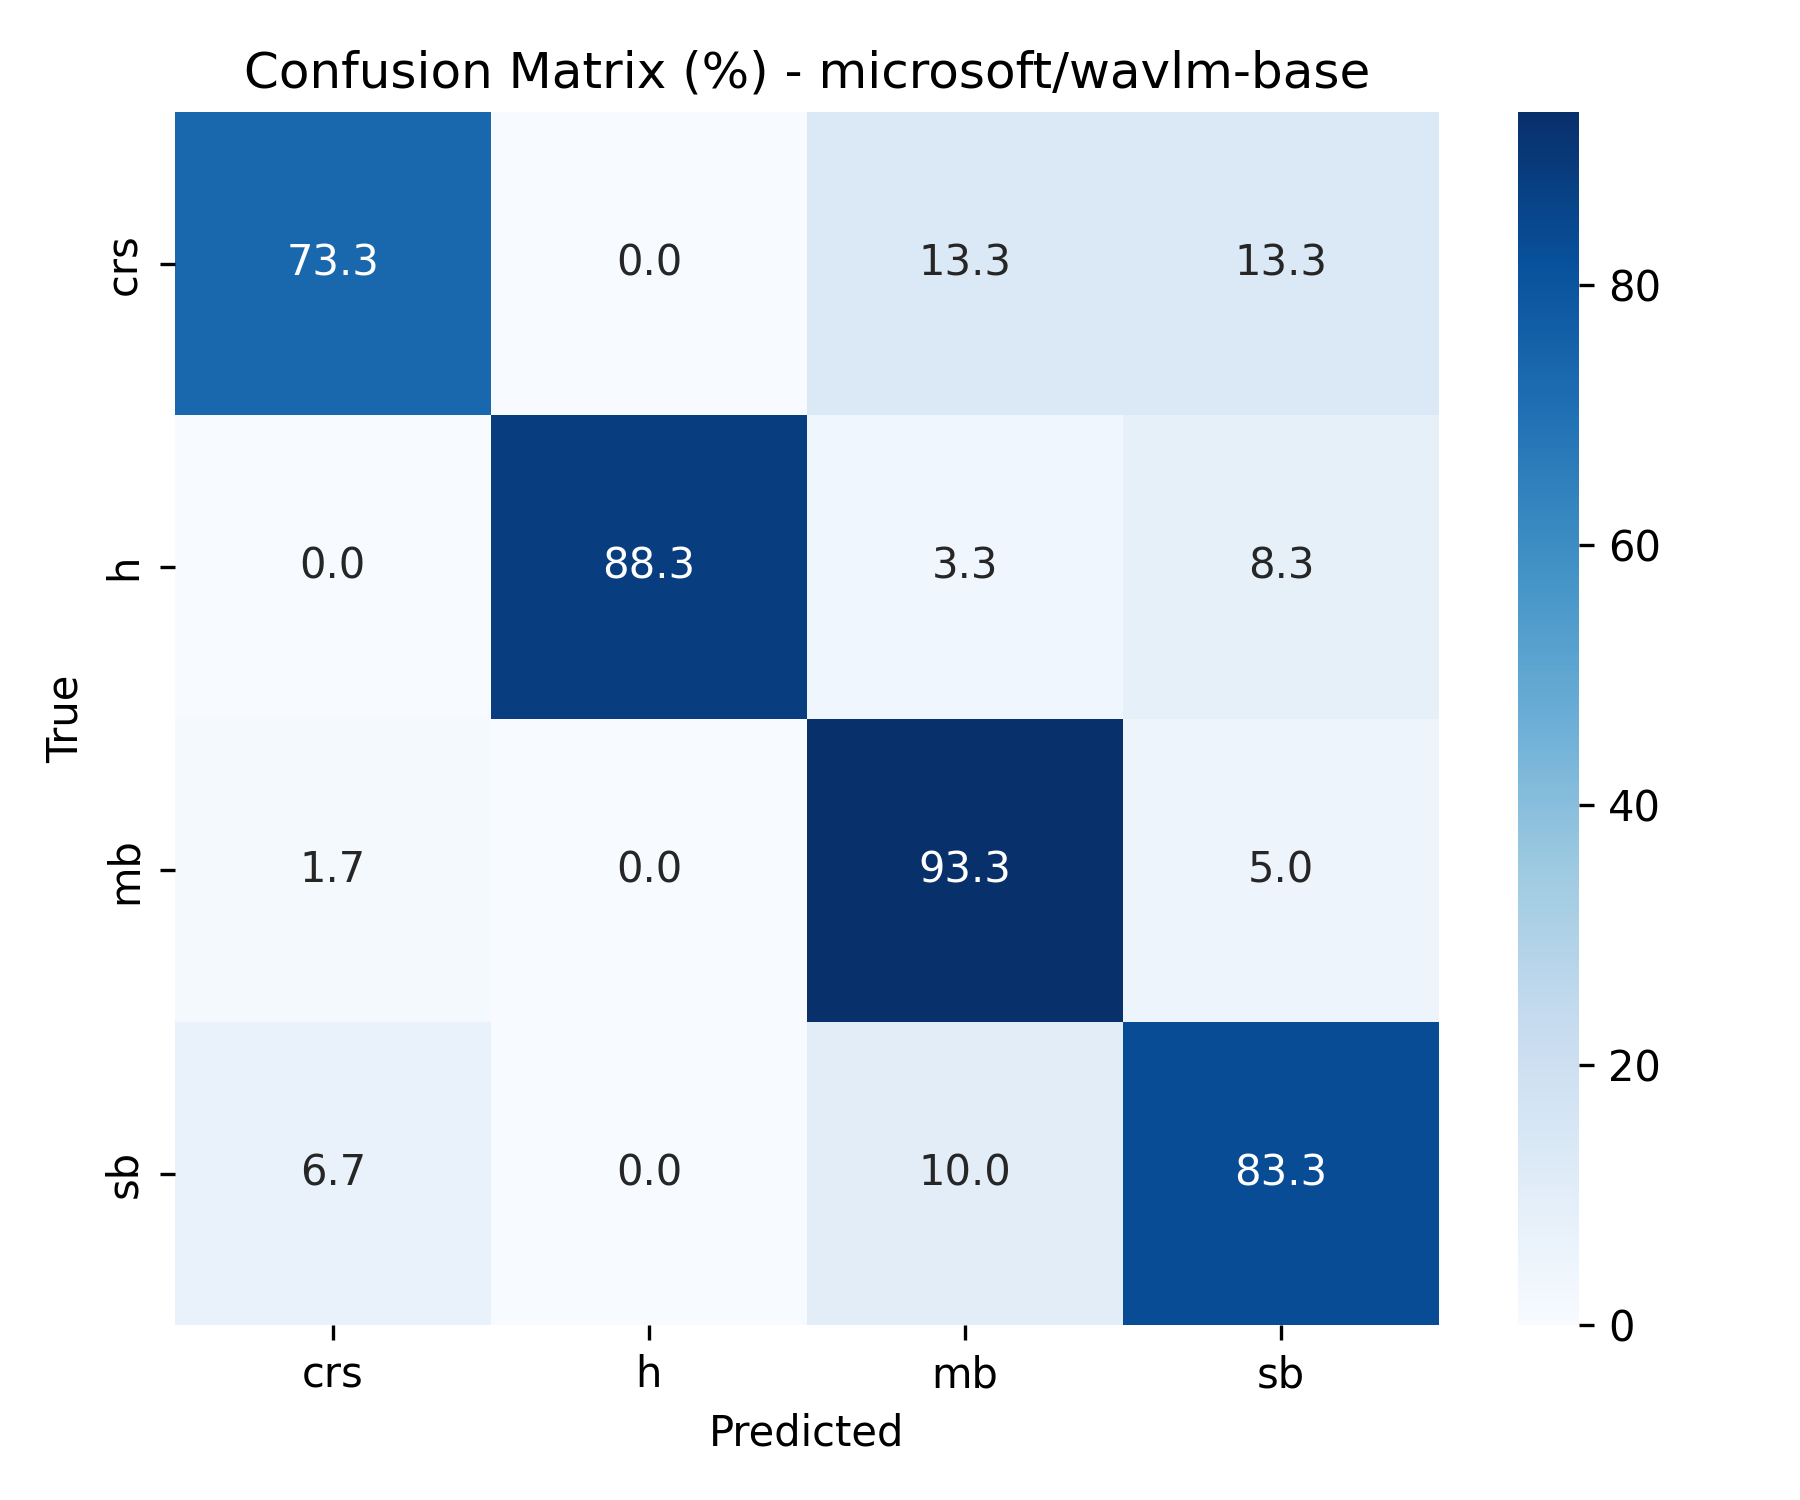 Confusion Matrix (%) - microsoft/wavlm-base
True
crs 73.3 0.0 13.3 13.3
h 0.0 88.3 3.3 8.3
mb 1.7 0.0 93.3 5.0
sb 6.7 0.0 10.0 83.3
crs h mb sb
Predicted
80
60
40
20
0